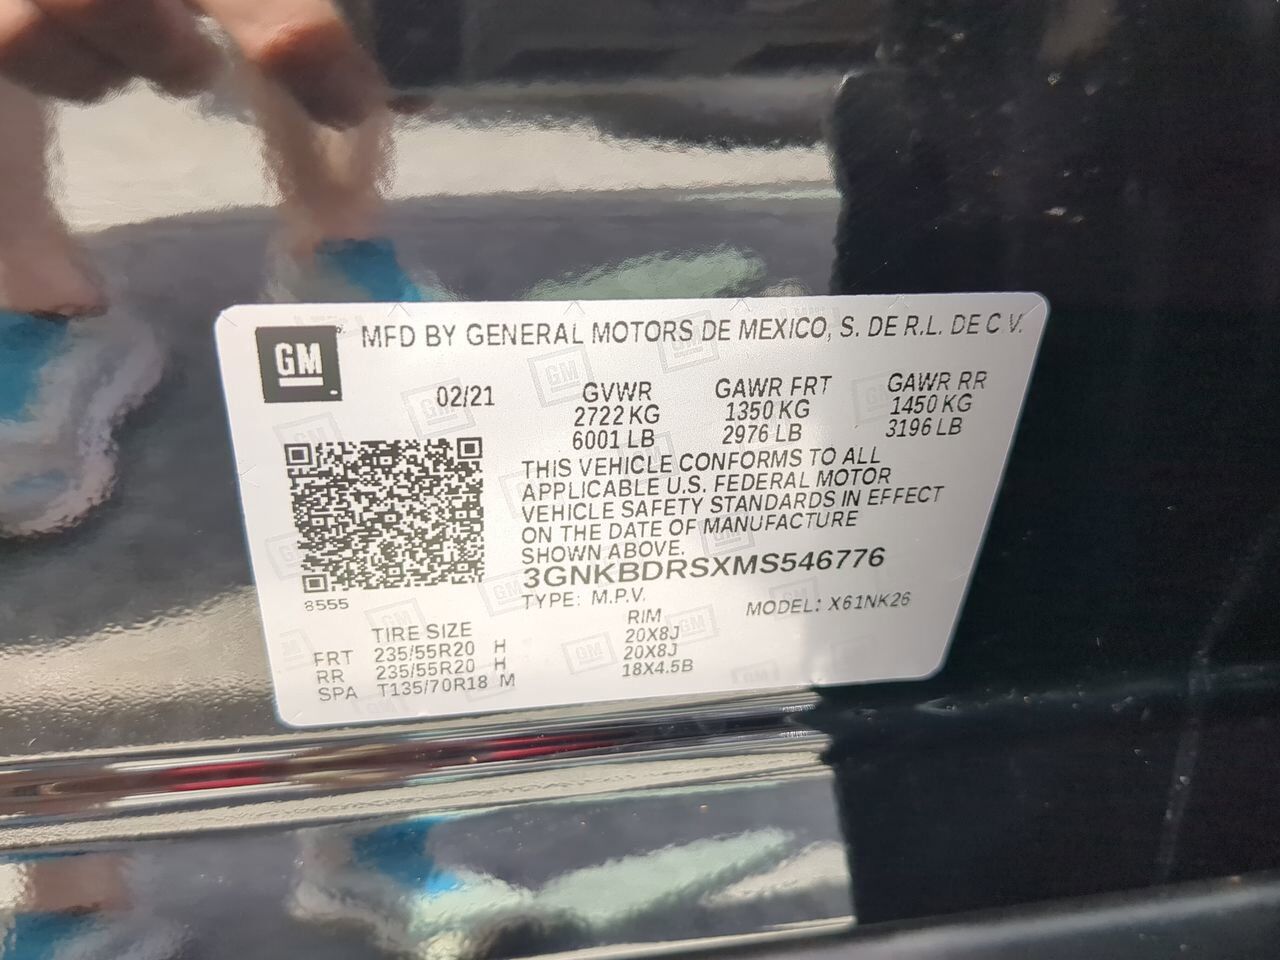 GM
MFD BY GENERAL MOTORS DE MEXICO, S. DE R.L. DE C.V.
02/21
GVWR
2722 KG
6001 LB
GAWR FRT
1350 KG
2976 LB
GAWR RR
1450 KG
3196 LB
THIS VEHICLE CONFORMS TO ALL
APPLICABLE U.S. FEDERAL MOTOR
VEHICLE SAFETY STANDARDS IN EFFECT
ON THE DATE OF MANUFACTURE
SHOWN ABOVE.
3GNKBDRSXMS546776
TYPE: M.P.V.
MODEL: X61NK26
8555
TIRE SIZE
RIM
FRT 235/55R20 H 20X8J
RR 235/55R20 H 20X8J
SPA T135/70R18 M 18X4.5B